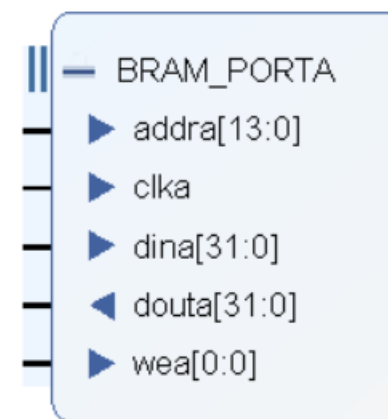 BRAM_PORTA
addra[13:0]
clka
dina[31:0]
douta[31:0]
wea[0:0]